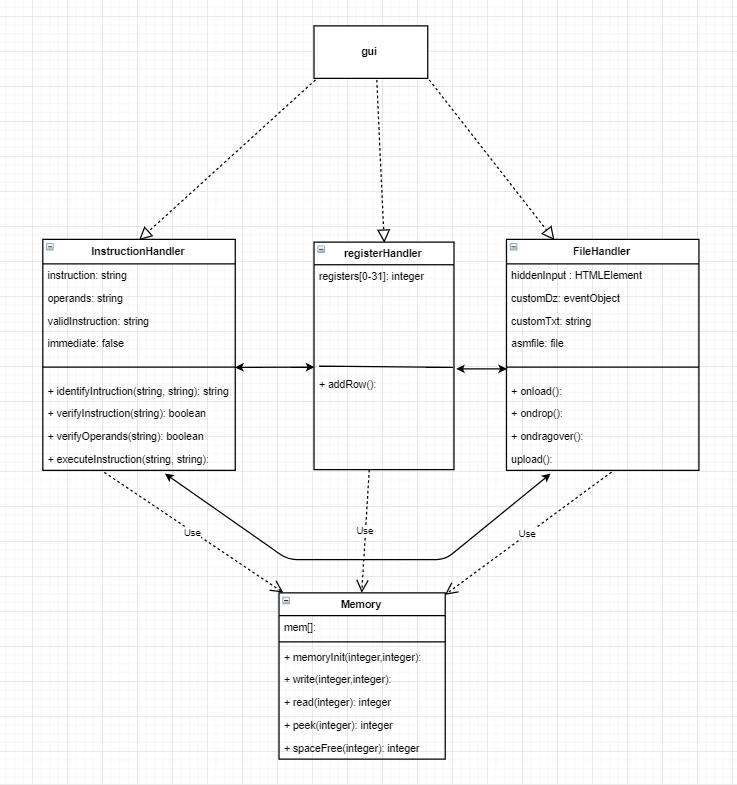 gui
InstructionHandler
instruction: string
operands: string
validInstruction: string
immediate: false
+ identifyIntruction(string, string): string
+ verifyInstruction(string): boolean
+ verifyOperands(string): boolean
+ executeInstruction(string, string):
registerHandler
registers[0-31]: integer
+ addRow():
FileHandler
hiddenInput : HTMLElement
customDz: eventObject
customTxt: string
asmfile: file
+ onload():
+ ondrop():
+ ondragover():
upload():
Use
Use
Use
Memory
mem[]:
+ memoryInit(integer,integer):
+ write(integer,integer):
+ read(integer): integer
+ peek(integer): integer
+ spaceFree(integer): integer